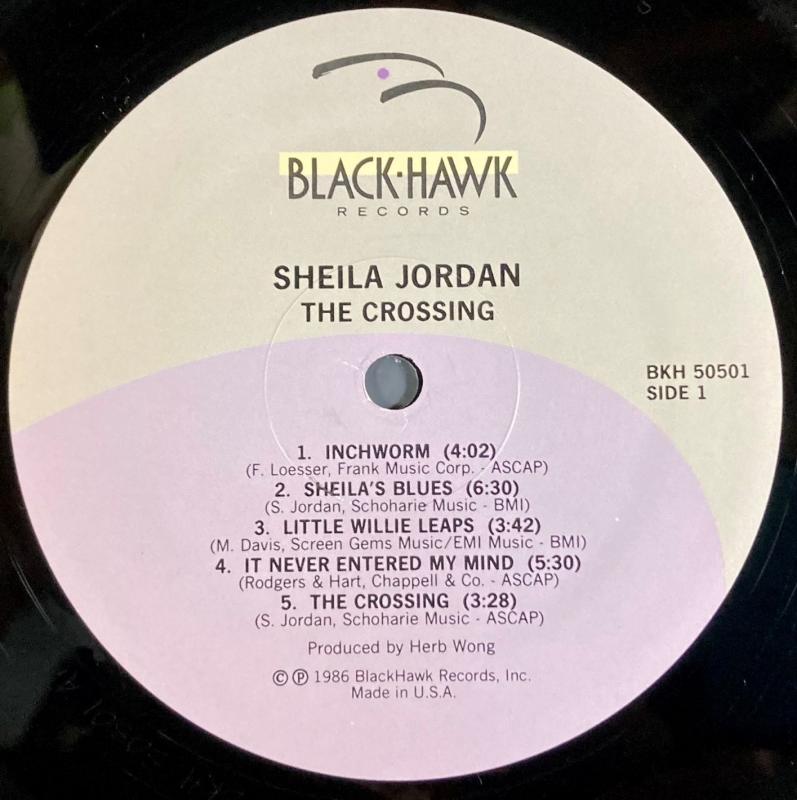 BLACK·HAWK
RECORDS
SHEILA JORDAN
THE CROSSING
BKH 50501
SIDE 1
1. INCHWORM (4:02)
(F. Loesser, Frank Music Corp. - ASCAP)
2. SHEILA'S BLUES (6:30)
(S. Jordan, Schoharie Music - BMI)
3. LITTLE WILLIE LEAPS (3:42)
(M. Davis, Screen Gems Music/EMI Music - BMI)
4. IT NEVER ENTERED MY MIND (5:30)
(Rodgers & Hart, Chappell & Co. - ASCAP)
5. THE CROSSING (3:28)
(S. Jordan, Schoharie Music - ASCAP)
Produced by Herb Wong
© ℗ 1986 BlackHawk Records, Inc.
Made in U.S.A.